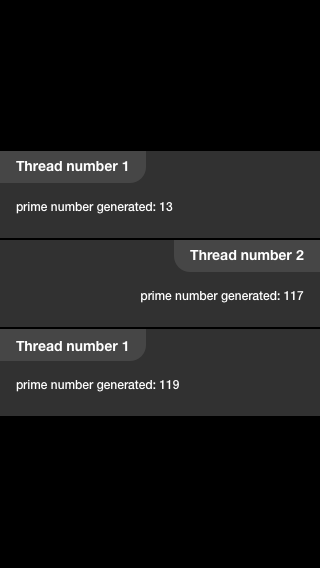 Thread number 1
prime number generated: 13
Thread number 2
prime number generated: 117
Thread number 1
prime number generated: 119